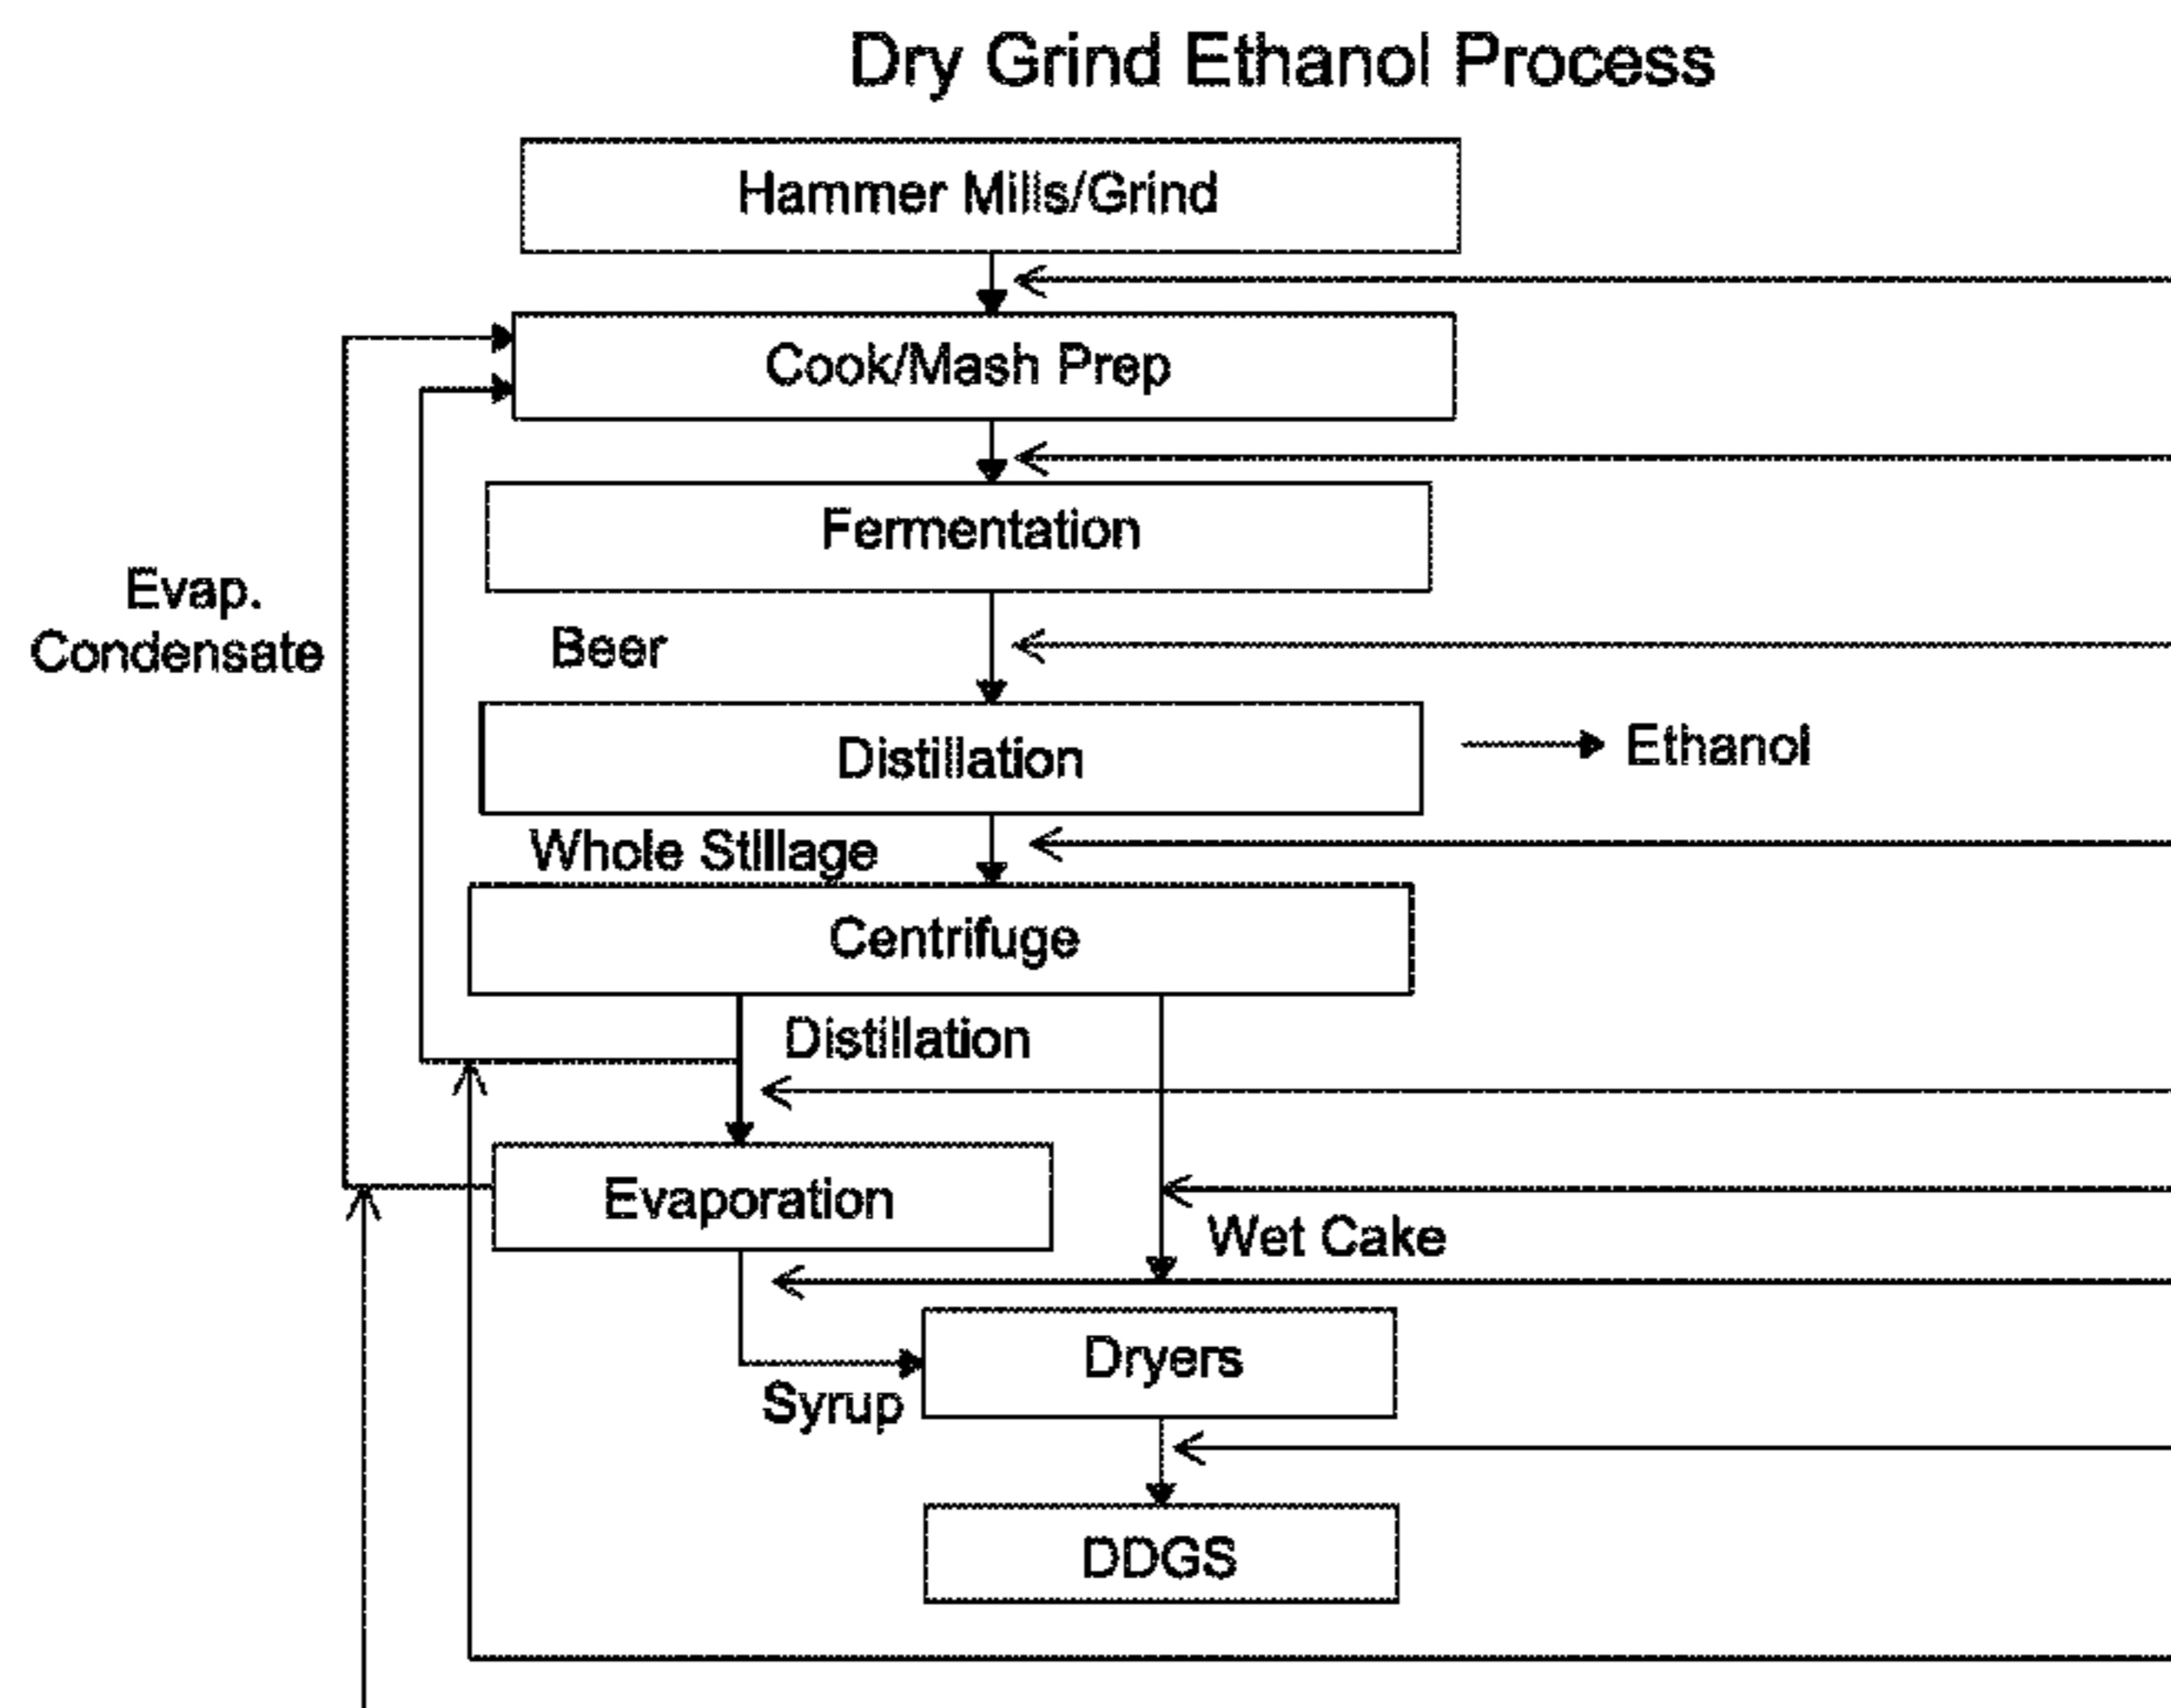 Dry Grind Ethanol Process
Hammer Mills/Grind
Cook/Mash Prep
Fermentation
Evap.
Condensate
Beer
Distillation
Ethanol
Whole Stillage
Centrifuge
Distillation
Evaporation
Wet Cake
Dryers
Syrup
DDGS